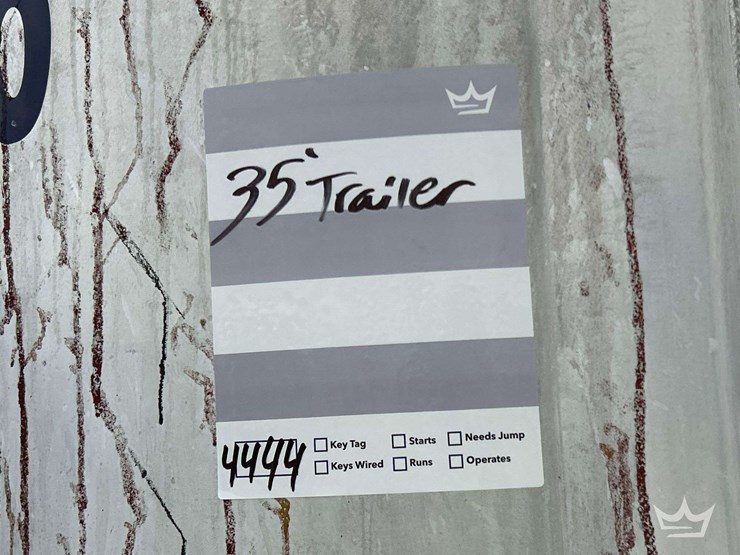 35' Trailer
4444
Key Tag Starts Needs Jump
Keys Wired Runs Operates